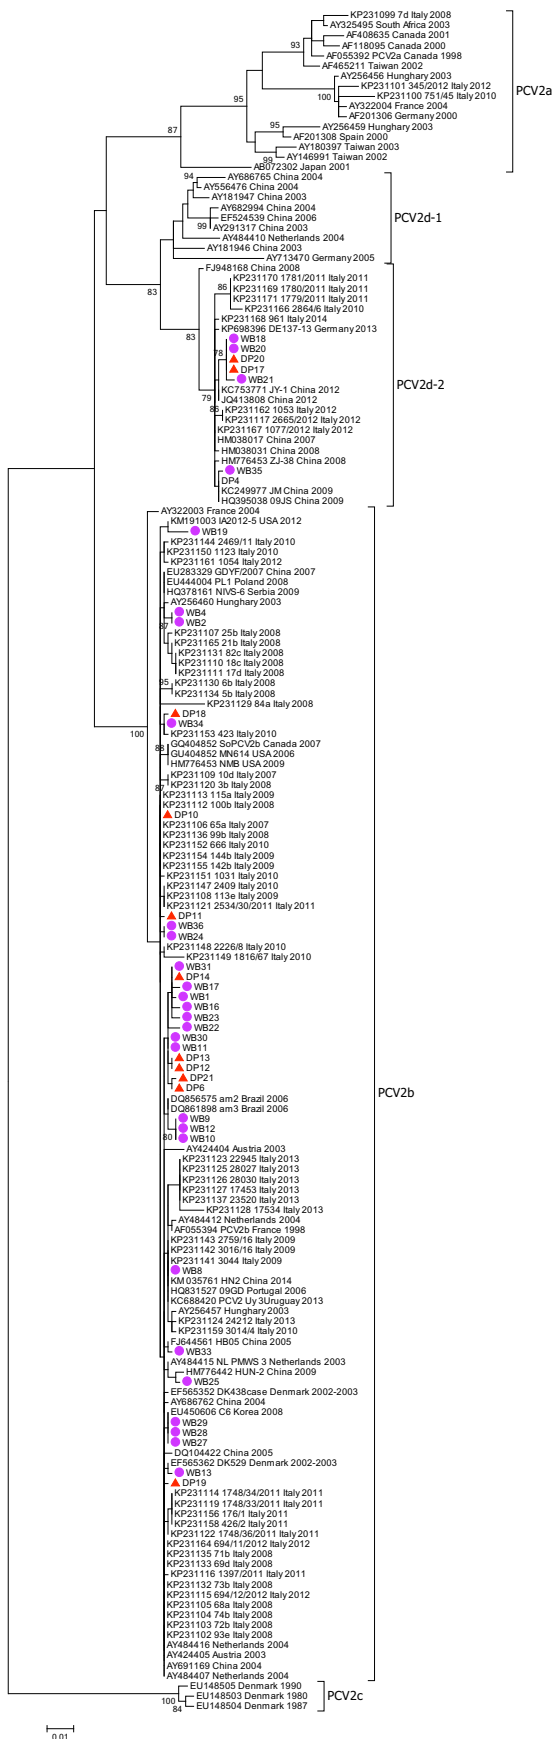 KP231099 7d Italy 2008
AY325495 South Africa 2003
AF408635 Canada 2001
AF118095 Canada 2000
AF055392 PCV2a Canada 1998
AF465211 Taiwan 2002
AY256456 Hunghary 2003
KP231101 345/2012 Italy 2012
KP231100 751/45 Italy 2010
AY322004 France 2004
AF201306 Germany 2000
AY256459 Hunghary 2003
AF201308 Spain 2000
AY180397 Taiwan 2003
AY146991 Taiwan 2002
AB072302 Japan 2001
93
100
95
95
99
87
PCV2a
AY686765 China 2004
AY556476 China 2004
AY181947 China 2003
AY682994 China 2004
EF524539 China 2006
AY291317 China 2003
AY484410 Netherlands 2004
AY181946 China 2003
AY713470 Germany 2005
94
99
83
PCV2d-1
FJ948168 China 2008
KP231170 1781/2011 Italy 2011
KP231169 1780/2011 Italy 2011
KP231171 1779/2011 Italy 2011
KP231166 2864/6 Italy 2010
KP231168 961 Italy 2014
KP698396 DE137-13 Germany 2013
WB18
WB20
DP20
DP17
WB21
KC753771 JY-1 China 2012
JQ413808 China 2012
KP231162 1053 Italy 2012
KP231117 2665/2012 Italy 2012
KP231167 1077/2012 Italy 2012
HM038017 China 2007
HM038031 China 2008
HM776453 ZJ-38 China 2008
WB35
DP4
KC249977 JM China 2009
HQ395038 09JS China 2009
86
83
78
79
86
PCV2d-2
AY322003 France 2004
KM191003 IA2012-5 USA 2012
WB19
KP231144 2469/11 Italy 2010
KP231150 1123 Italy 2010
KP231161 1054 Italy 2012
EU283329 GDYF/2007 China 2007
EU444004 PL1 Poland 2008
HQ378161 NIVS-6 Serbia 2009
AY256460 Hunghary 2003
WB4
WB2
KP231107 25b Italy 2008
KP231165 21b Italy 2008
KP231131 82c Italy 2008
KP231110 18c Italy 2008
KP231111 17d Italy 2008
KP231130 6b Italy 2008
KP231134 5b Italy 2008
KP231129 84a Italy 2008
DP18
WB34
KP231153 423 Italy 2010
GQ404852 SoPCV2b Canada 2007
GU404852 MN614 USA 2006
HM776453 NMB USA 2009
KP231109 10d Italy 2007
KP231120 3b Italy 2008
KP231113 115a Italy 2009
KP231112 100b Italy 2008
DP10
KP231106 65a Italy 2007
KP231136 99b Italy 2008
KP231152 666 Italy 2010
KP231154 144b Italy 2009
KP231155 142b Italy 2009
KP231151 1031 Italy 2010
KP231147 2409 Italy 2010
KP231108 113e Italy 2009
KP231121 2534/30/2011 Italy 2011
DP11
WB36
WB24
KP231148 2226/8 Italy 2010
KP231149 1816/67 Italy 2010
WB31
DP14
WB17
WB1
WB16
WB23
WB22
WB30
WB11
DP13
DP12
DP21
DP6
DQ856575 am2 Brazil 2006
DQ861898 am3 Brazil 2006
WB9
WB12
WB10
AY424404 Austria 2003
KP231123 22945 Italy 2013
KP231125 28027 Italy 2013
KP231126 28030 Italy 2013
KP231127 17453 Italy 2013
KP231137 23520 Italy 2013
KP231128 17534 Italy 2013
AY484412 Netherlands 2004
AF055394 PCV2b France 1998
KP231143 2759/16 Italy 2009
KP231142 3016/16 Italy 2009
KP231141 3044 Italy 2009
WB8
KM035761 HN2 China 2014
HQ831527 09GD Portugal 2006
KC688420 PCV2 Uy 3Uruguay 2013
AY256457 Hunghary 2003
KP231124 24212 Italy 2013
KP231159 3014/4 Italy 2010
FJ644561 HB05 China 2005
WB33
AY484415 NL PMWS 3 Netherlands 2003
HM776442 HUN-2 China 2009
WB25
EF565352 DK438case Denmark 2002-2003
AY686762 China 2004
EU450606 C6 Korea 2008
WB29
WB28
WB27
DQ104422 China 2005
EF565362 DK529 Denmark 2002-2003
WB13
DP19
KP231114 1748/34/2011 Italy 2011
KP231119 1748/33/2011 Italy 2011
KP231156 176/1 Italy 2011
KP231158 426/2 Italy 2011
KP231122 1748/36/2011 Italy 2011
KP231164 694/11/2012 Italy 2012
KP231135 71b Italy 2008
KP231133 69d Italy 2008
KP231116 1397/2011 Italy 2011
KP231132 73b Italy 2008
KP231115 694/12/2012 Italy 2012
KP231105 68a Italy 2008
KP231104 74b Italy 2008
KP231103 72b Italy 2008
KP231102 93e Italy 2008
AY484416 Netherlands 2004
AY424405 Austria 2003
AY691169 China 2004
AY484407 Netherlands 2004
95
100
80
PCV2b
EU148505 Denmark 1990
EU148503 Denmark 1980
EU148504 Denmark 1987
100
84
PCV2c
0.01